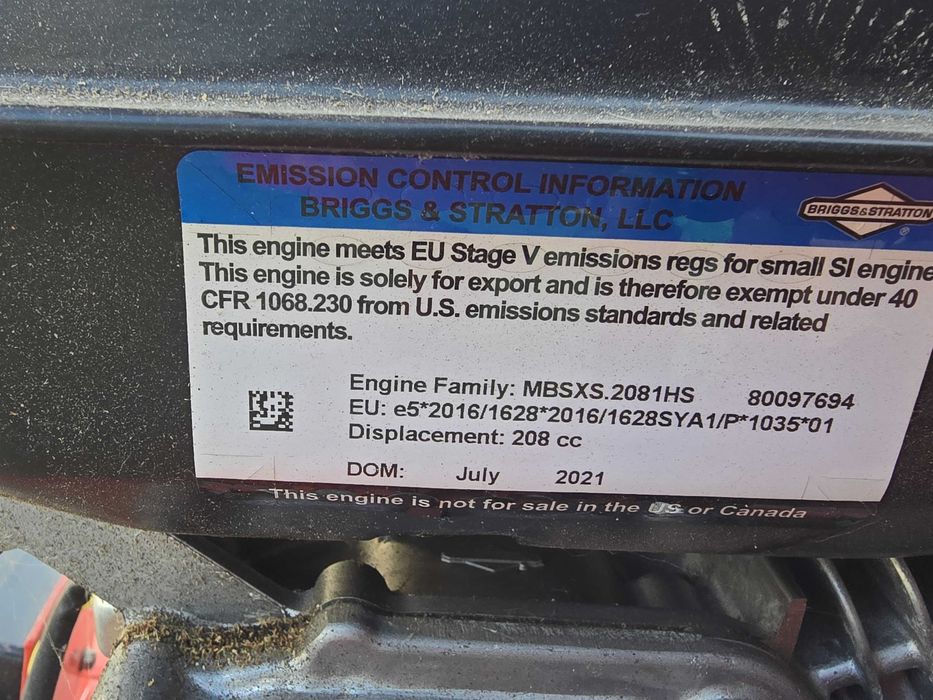 EMISSION CONTROL INFORMATION
BRIGGS & STRATTON, LLC
BRIGGS&STRATTON
®
This engine meets EU Stage V emissions regs for small SI engine
This engine is solely for export and is therefore exempt under 40
CFR 1068.230 from U.S. emissions standards and related
requirements.
Engine Family: MBSXS.2081HS 80097694
EU: e5*2016/1628*2016/1628SYA1/P*1035*01
Displacement: 208 cc
DOM: July 2021
This engine is not for sale in the US or Canada